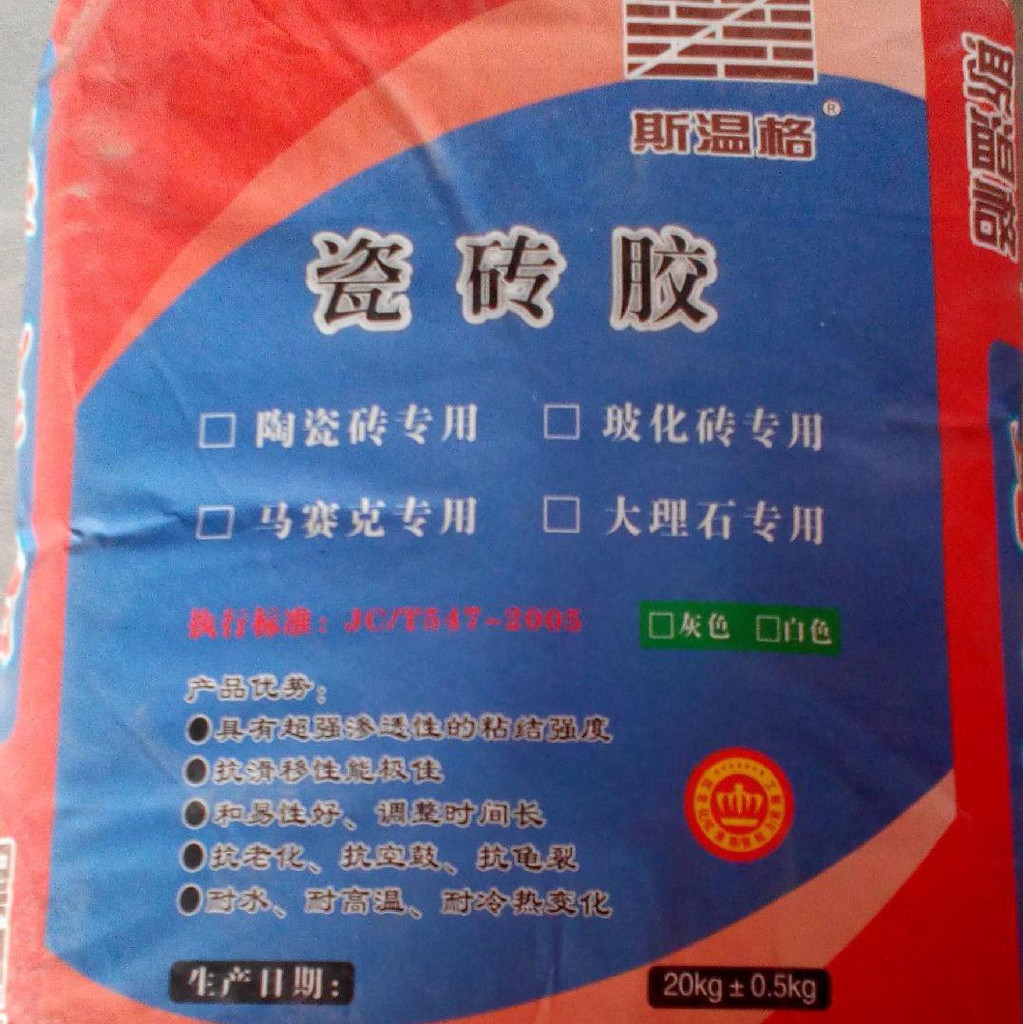 斯温格®
斯温格
瓷砖胶
□ 陶瓷砖专用 □ 玻化砖专用
□ 马赛克专用 □ 大理石专用
执行标准：JC/T547-2005 □灰色 □白色
产品优势：
●具有超强渗透性的粘结强度
●抗滑移性能极佳
●和易性好、调整时间长
●抗老化、抗空鼓、抗龟裂
●耐水、耐高温、耐冷热变化
生产日期： 20kg ± 0.5kg